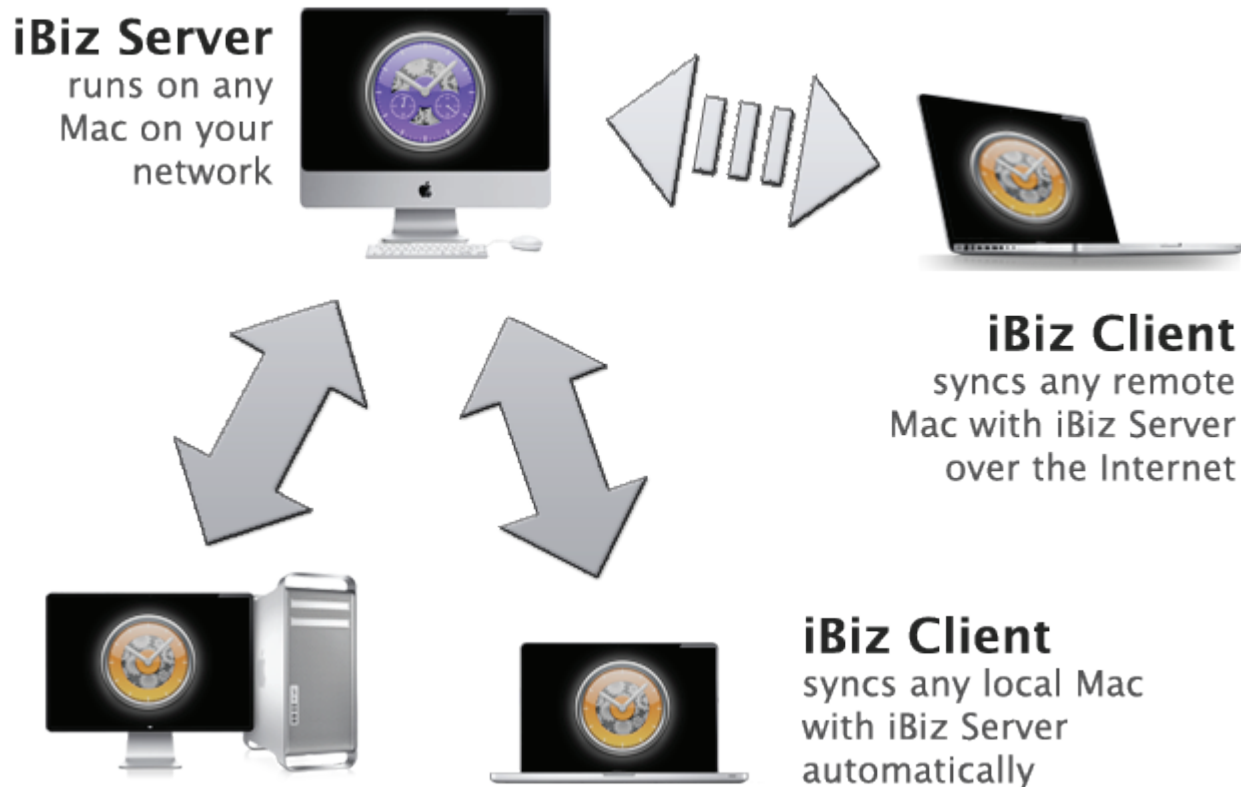 iBiz Server
runs on any
Mac on your
network
iBiz Client
syncs any remote
Mac with iBiz Server
over the Internet
iBiz Client
syncs any local Mac
with iBiz Server
automatically